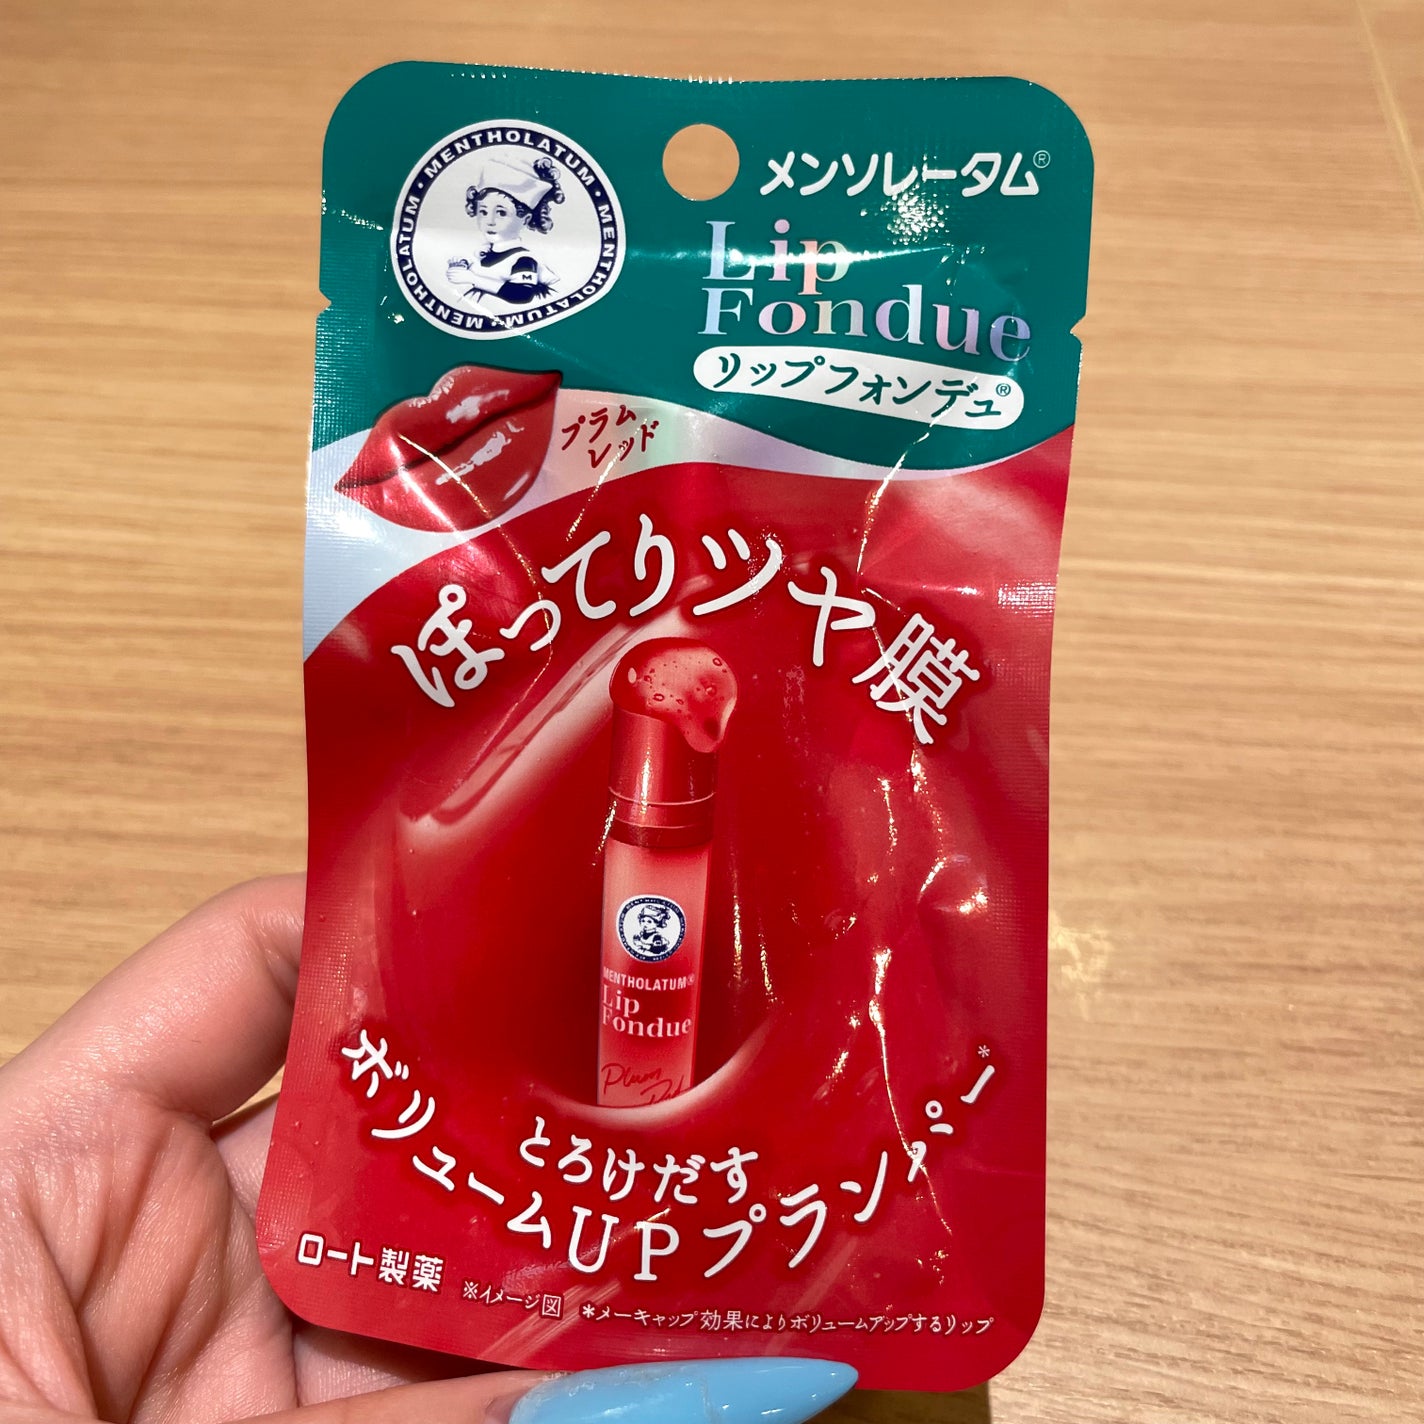 MENTHOLATUM・MENTHOLATUM・MENTHOLATUM・
M
メンソレータム®
Lip
Fondue
リップフォンデュ®
プラム
レッド
ぽってりツヤ膜
MENTHOLATUM®
Lip
Fondue
Plum
Red
とろけだす
ボリュームUPプランパー*
ロート製薬
※イメージ図
*メーキャップ効果によりボリュームアップするリップ